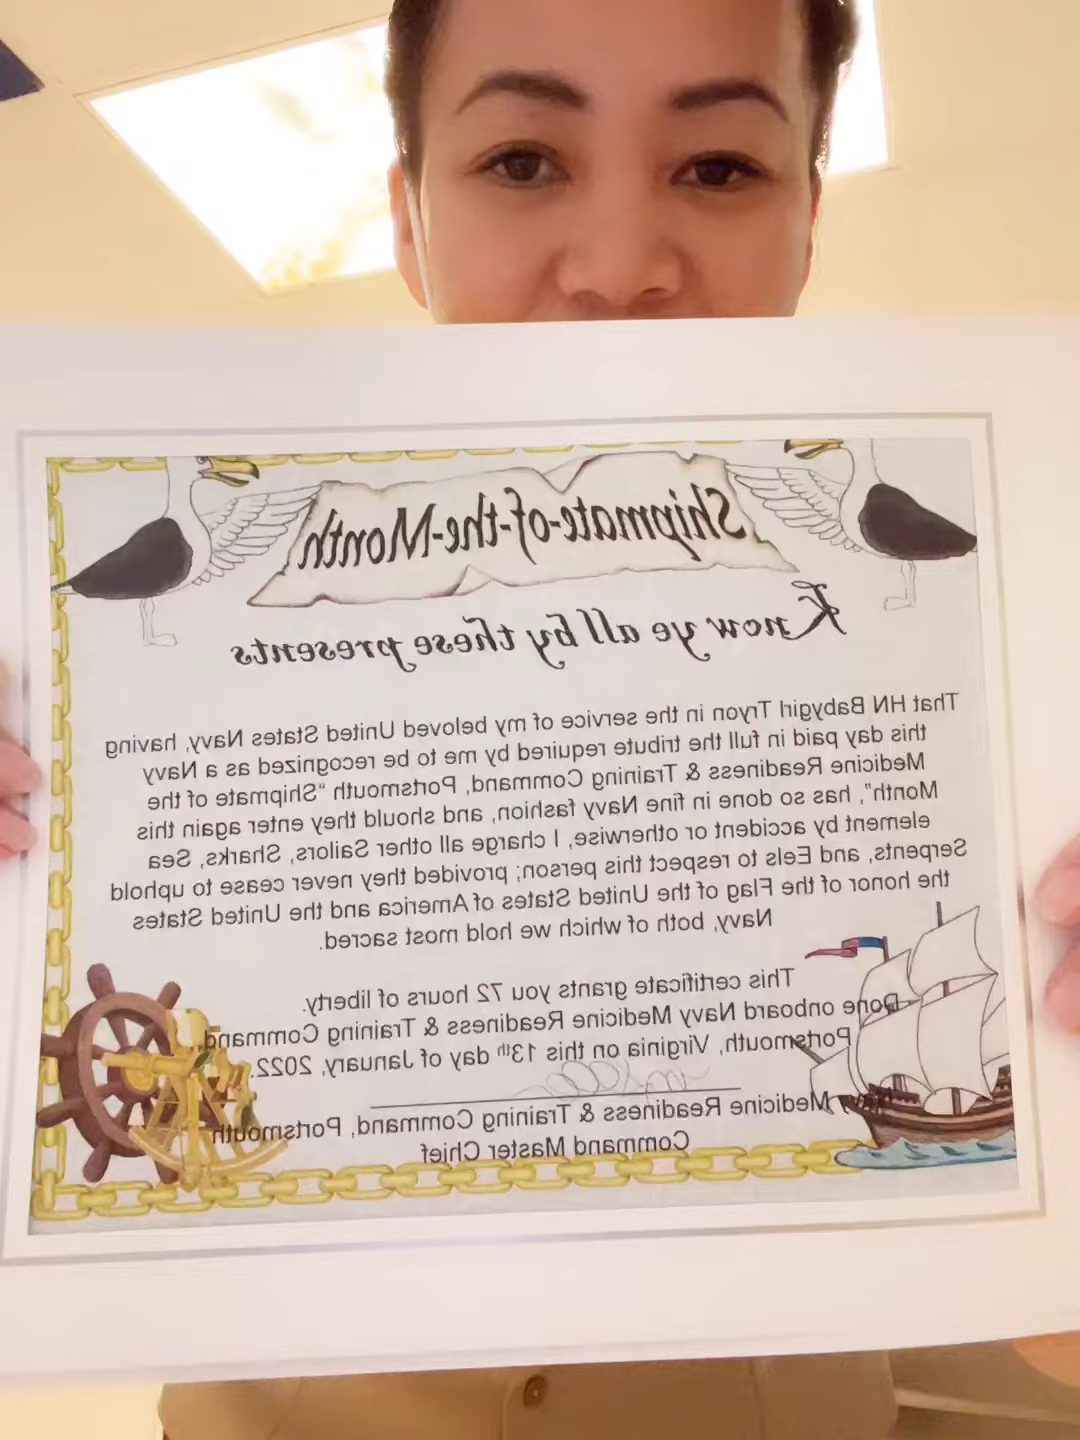 Shipmate-of-the-Month
Know ye all by these presents
That HN Babygirl Tryon in the service of my beloved United States Navy, having
this day paid in full the tribute required by me to be recognized as a Navy
Medicine Readiness & Training Command, Portsmouth “Shipmate of the
Month”, has so done in fine Navy fashion, and should they enter again this
element by accident or otherwise, I charge all other Sailors, Sharks, Sea
Serpents, and Eels to respect this person; provided they never cease to uphold
the honor of the Flag of the United States of America and the United States
Navy, both of which we hold most sacred.
This certificate grants you 72 hours of liberty.
Done onboard Navy Medicine Readiness & Training Command,
Portsmouth, Virginia on this 13th day of January, 2022.
Navy Medicine Readiness & Training Command, Portsmouth
Command Master Chief